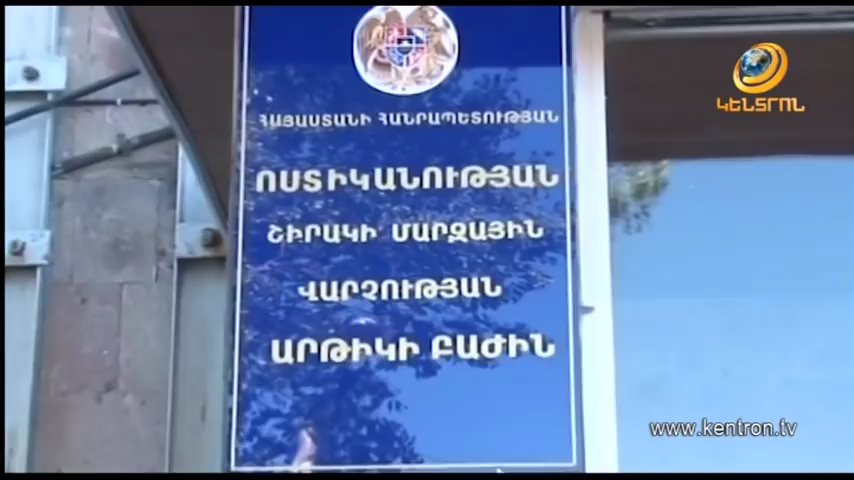 ՀԱՅԱՍՏԱՆԻ ՀԱՆՐԱՊԵՏՈՒԹՅԱՆ
ՈՍՏԻԿԱՆՈՒԹՅԱՆ
ՇԻՐԱԿԻ ՄԱՐԶԱՅԻՆ
ՎԱՐՉՈՒԹՅԱՆ
ԱՐԹԻԿԻ ԲԱԺԻՆ
ԿԵՆՏՐՈՆ
www.kentron.tv